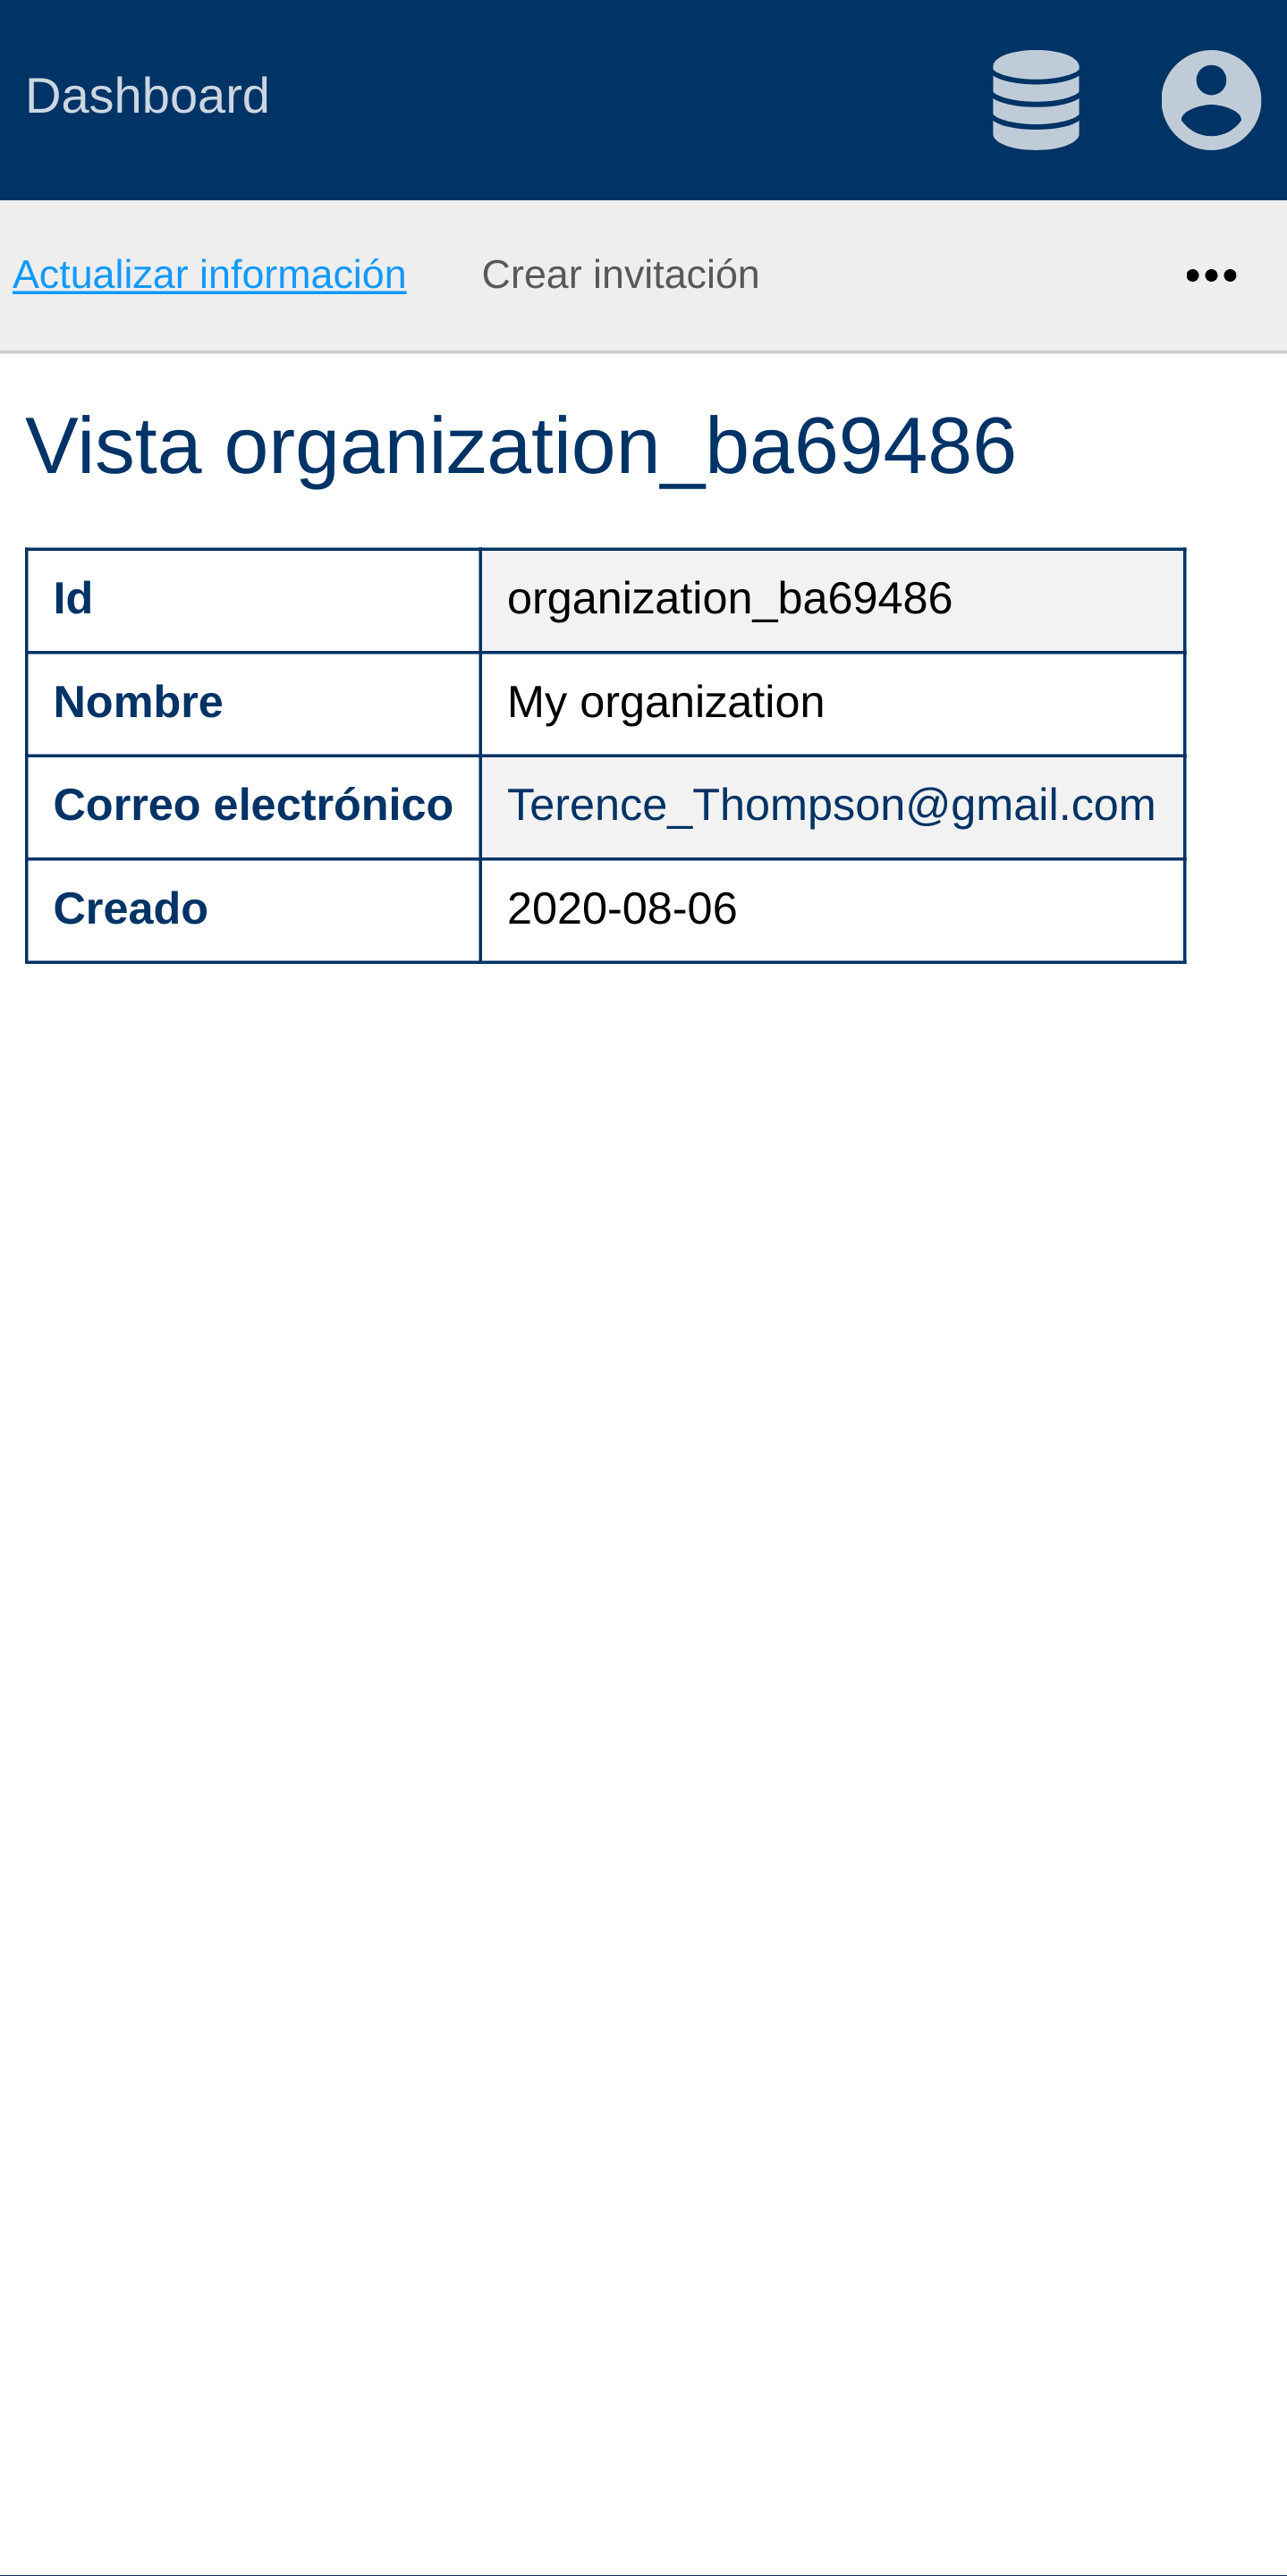 Dashboard
Actualizar información Crear invitación
Vista organization_ba69486
Id organization_ba69486
Nombre My organization
Correo electrónico Terence_Thompson@gmail.com
Creado 2020-08-06